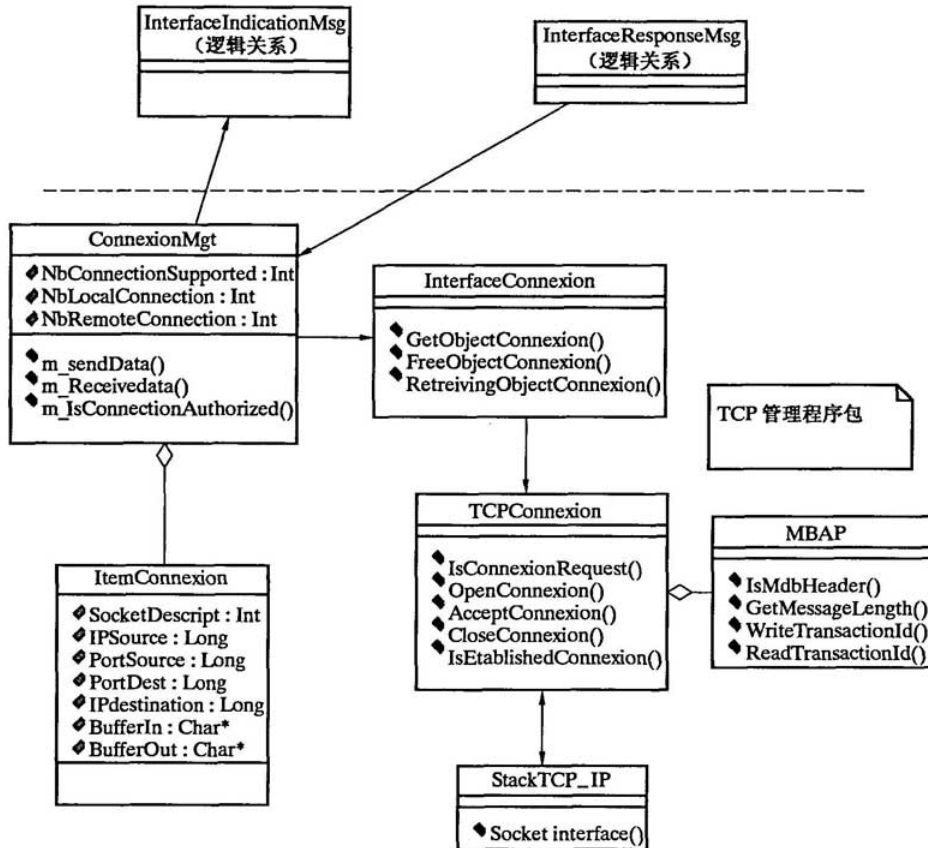 InterfaceIndicationMsg
（逻辑关系）
InterfaceResponseMsg
（逻辑关系）
ConnexionMgt
NbConnectionSupported : Int
NbLocalConnection : Int
NbRemoteConnection : Int
m_sendData()
m_Receivedata()
m_IsConnectionAuthorized()
InterfaceConnexion
GetObjectConnexion()
FreeObjectConnexion()
RetreivingObjectConnexion()
TCP 管理程序包
TCPConnexion
IsConnexionRequest()
OpenConnexion()
AcceptConnexion()
CloseConnexion()
IsEtablishedConnexion()
MBAP
IsMdbHeader()
GetMessageLength()
WriteTransactionId()
ReadTransactionId()
ItemConnexion
SocketDescript : Int
IPSource : Long
PortSource : Long
PortDest : Long
IPdestination : Long
BufferIn : Char*
BufferOut : Char*
StackTCP_IP
Socket interface()